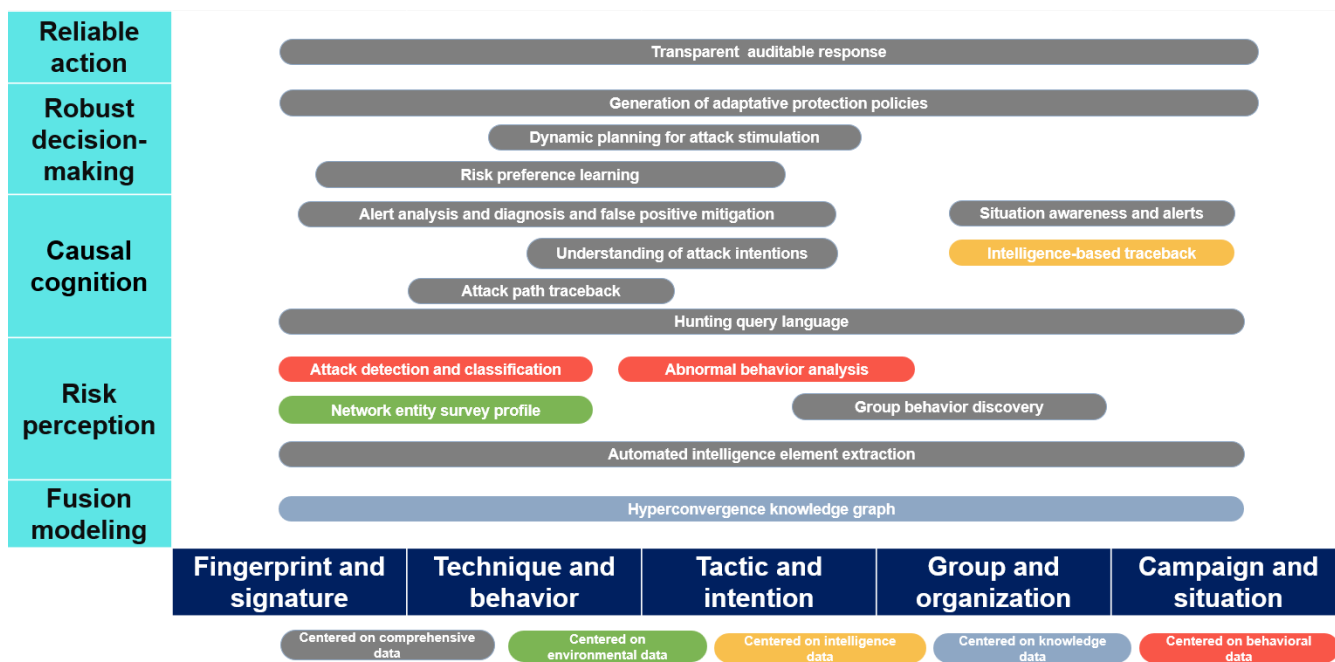 Reliable
action
Transparent auditable response
Robust
decision-
making
Generation of adaptative protection policies
Dynamic planning for attack stimulation
Risk preference learning
Causal
cognition
Alert analysis and diagnosis and false positive mitigation
Situation awareness and alerts
Understanding of attack intentions
Intelligence-based traceback
Attack path traceback
Hunting query language
Risk
perception
Attack detection and classification
Abnormal behavior analysis
Network entity survey profile
Group behavior discovery
Automated intelligence element extraction
Fusion
modeling
Hyperconvergence knowledge graph
Fingerprint and
signature
Technique and
behavior
Tactic and
intention
Group and
organization
Campaign and
situation
Centered on comprehensive
data
Centered on
environmental data
Centered on intelligence
data
Centered on knowledge
data
Centered on behavioral
data